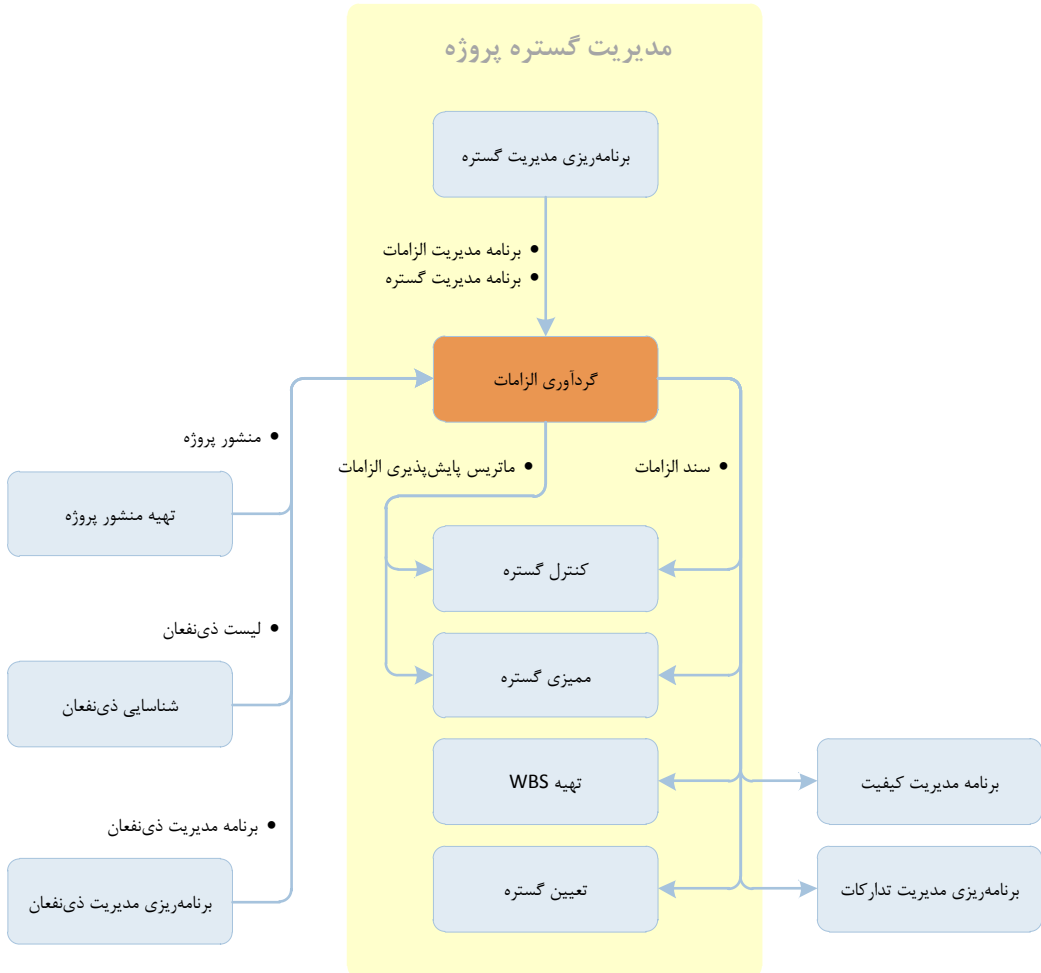 مدیریت گستره پروژه
برنامه‌ریزی مدیریت گستره
• برنامه مدیریت الزامات
• برنامه مدیریت گستره
گردآوری الزامات
• منشور پروژه
• ماتریس پایش‌پذیری الزامات
• سند الزامات
تهیه منشور پروژه
کنترل گستره
• لیست ذی‌نفعان
شناسایی ذی‌نفعان
ممیزی گستره
تهیه WBS
برنامه مدیریت کیفیت
• برنامه مدیریت ذی‌نفعان
برنامه‌ریزی مدیریت ذی‌نفعان
تعیین گستره
برنامه‌ریزی مدیریت تدارکات